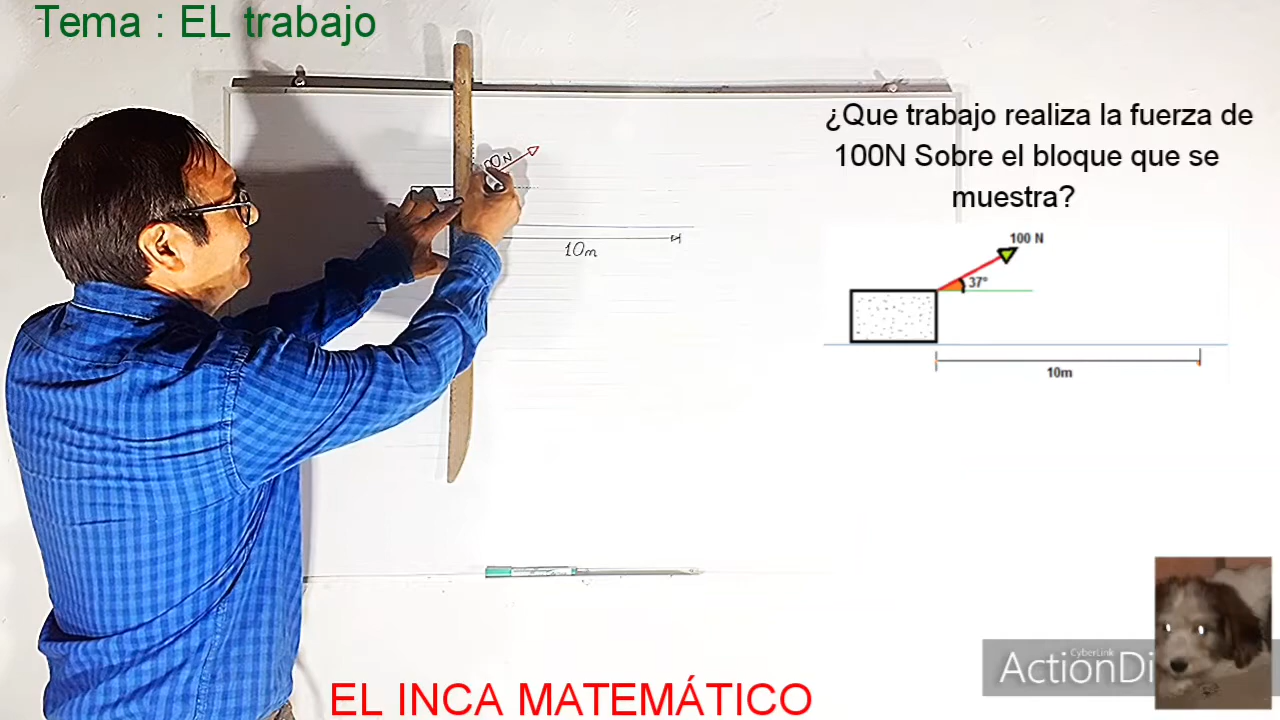 Tema : EL trabajo
¿Que trabajo realiza la fuerza de
100N Sobre el bloque que se
muestra?
100 N
37°
10m
10m
EL INCA MATEMÁTICO
CyberLink